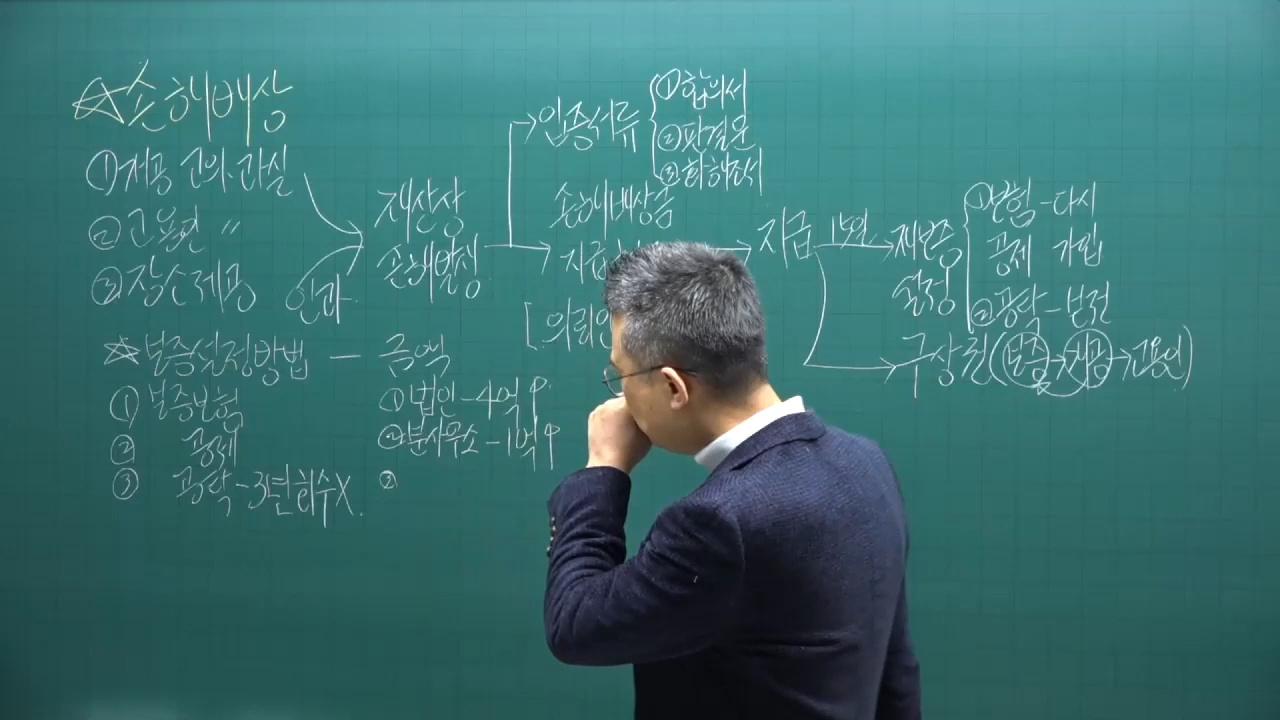 ☆손해배상
①개공 고의·과실
②고용인 〃
③장소제공
인과
재산상
손해발생
입증서류
①합의서
②판결문
③화해조서
손해배상금
지급
[의뢰인
지급
15일
재보증
설정
①보험-다시
공제 가입
②공탁-보전
구상권(보증→개공→고용인)
☆보증설정방법 - 금액
①보증보험
② 공제
③ 공탁-3년회수X.
①법인-4억↑
②분사무소-1억↑
③